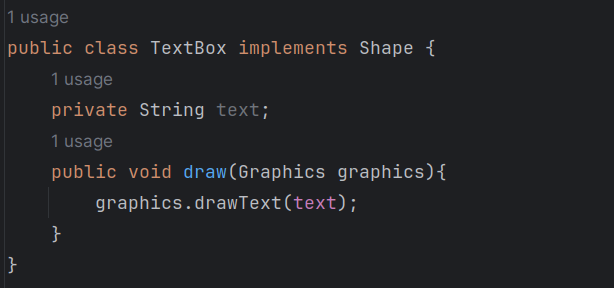 1 usage
public class TextBox implements Shape {
1 usage
private String text;
1 usage
public void draw(Graphics graphics){
graphics.drawText(text);
}
}